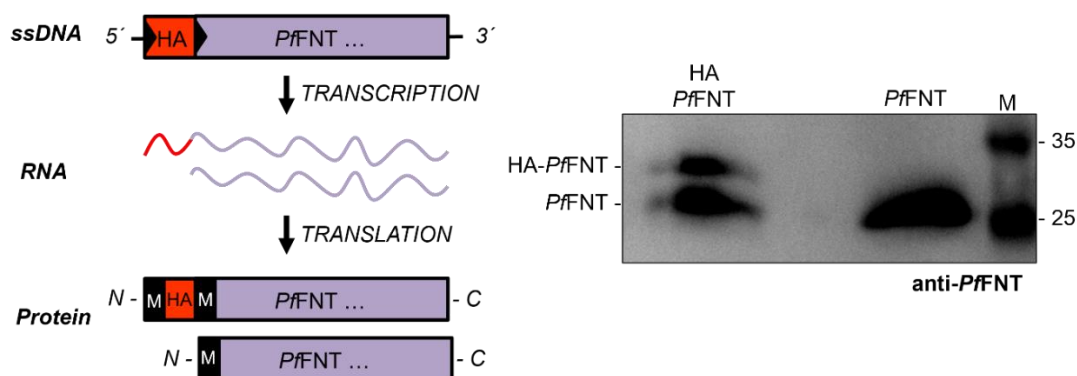 ssDNA 5´ HA PfFNT ... 3´
TRANSCRIPTION
RNA
TRANSLATION
Protein
N - M HA M PfFNT ... - C
N - M PfFNT ... - C
HA
PfFNT
PfFNT
M
HA-PfFNT -
PfFNT -
- 35
- 25
anti-PfFNT